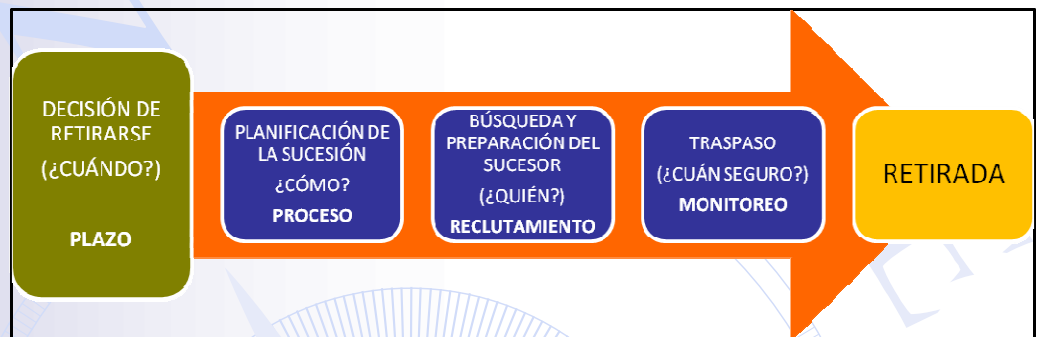 DECISIÓN DE
RETIRARSE
(¿CUÁNDO?)
PLAZO
PLANIFICACIÓN DE
LA SUCESIÓN
¿CÓMO?
PROCESO
BÚSQUEDA Y
PREPARACIÓN DEL
SUCESOR
(¿QUIÉN?)
RECLUTAMIENTO
TRASPASO
(¿CUÁN SEGURO?)
MONITOREO
RETIRADA